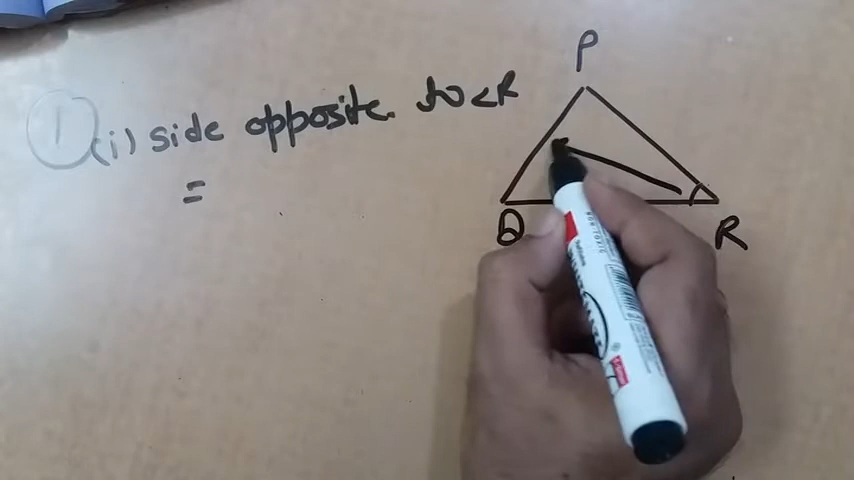 1 (i) side opposite to <R
=
P
Q
R